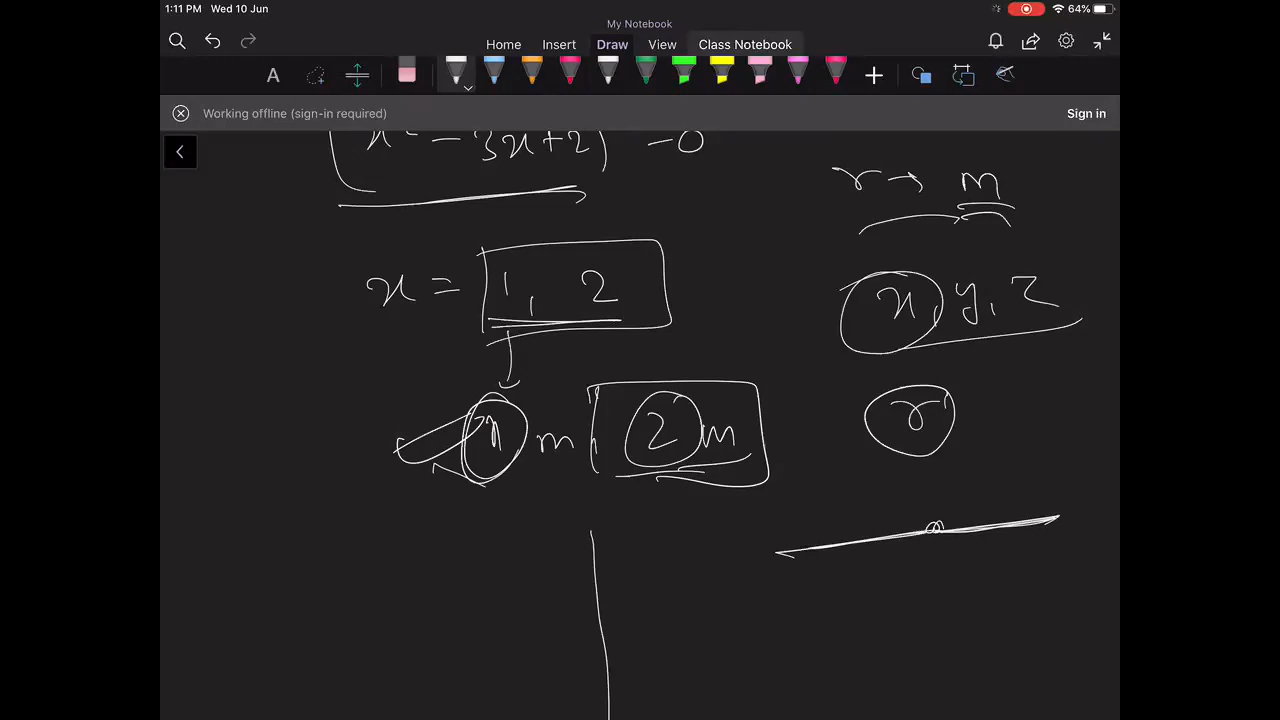 1:11 PM Wed 10 Jun
64%
My Notebook
Home Insert Draw View Class Notebook
A
Working offline (sign-in required) Sign in
x² - 3x+2) -0
r → m
x = 1, 2
x, y, z
1 m, 2 m
r